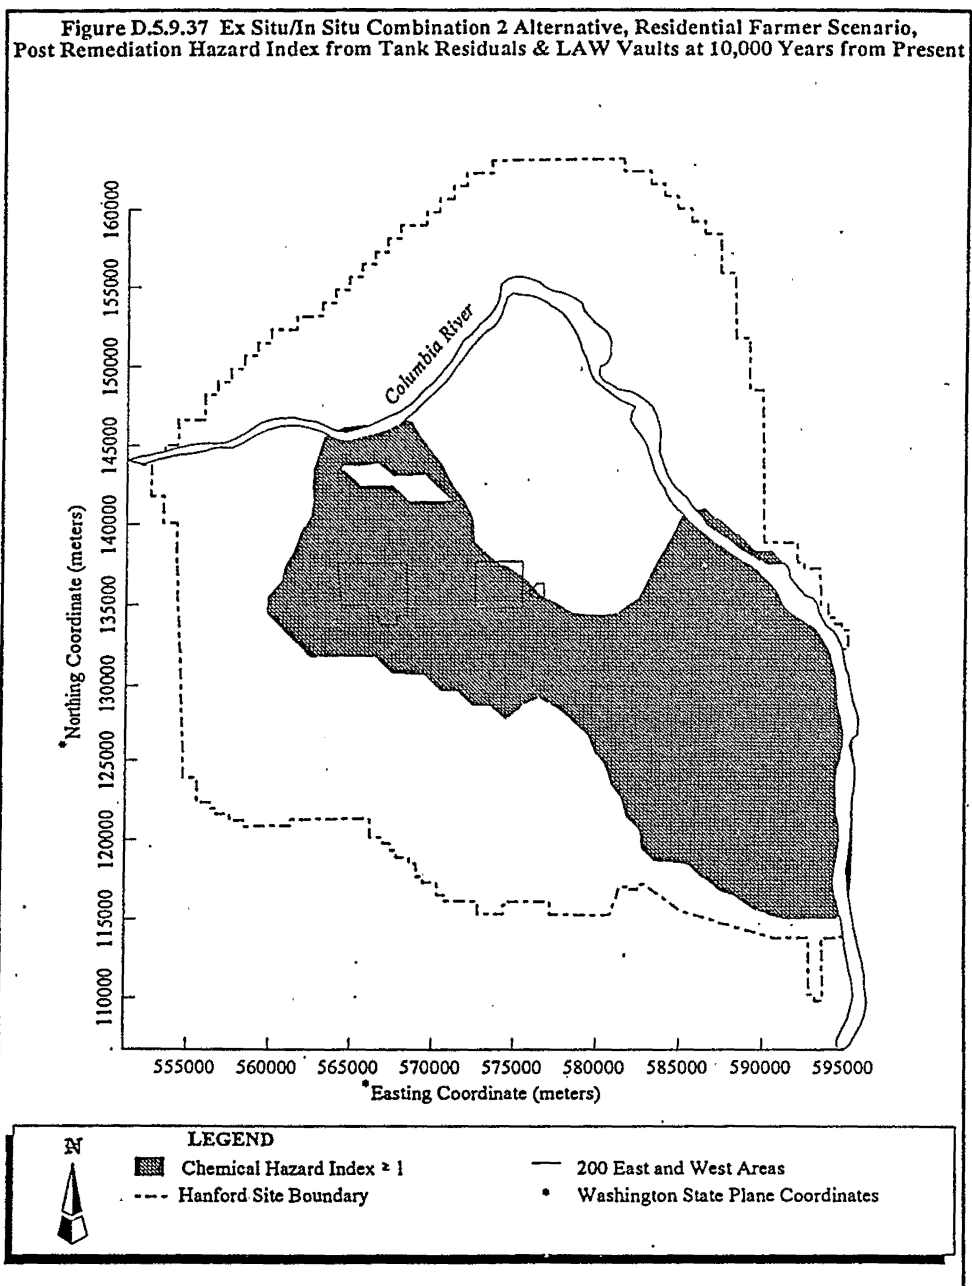 Figure D.5.9.37 Ex Situ/In Situ Combination 2 Alternative, Residential Farmer Scenario,
Post Remediation Hazard Index from Tank Residuals & LAW Vaults at 10,000 Years from Present
160000
155000
150000
145000
140000
135000
130000
125000
120000
115000
110000
*Northing Coordinate (meters)
Columbia River
555000 560000 565000 570000 575000 580000 585000 590000 595000
*Easting Coordinate (meters)
N
LEGEND
Chemical Hazard Index ≥ 1
Hanford Site Boundary
200 East and West Areas
* Washington State Plane Coordinates